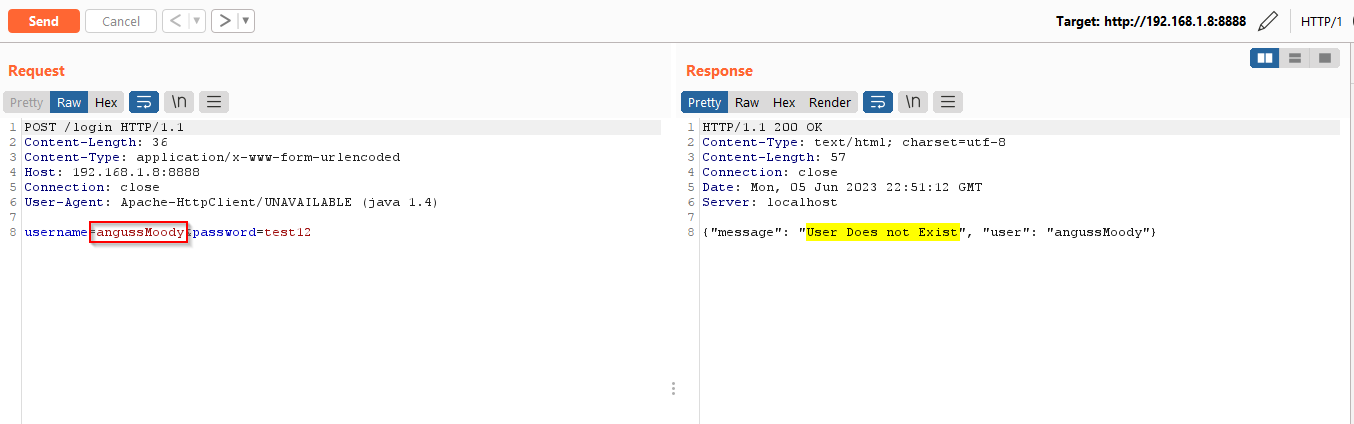 Send Cancel < > Target: http://192.168.1.8:8888 HTTP/1
Request
Pretty Raw Hex \n
1 POST /login HTTP/1.1
2 Content-Length: 36
3 Content-Type: application/x-www-form-urlencoded
4 Host: 192.168.1.8:8888
5 Connection: close
6 User-Agent: Apache-HttpClient/UNAVAILABLE (java 1.4)
7
8 username=angussMoody&password=test12
Response
Pretty Raw Hex Render \n
1 HTTP/1.1 200 OK
2 Content-Type: text/html; charset=utf-8
3 Content-Length: 57
4 Connection: close
5 Date: Mon, 05 Jun 2023 22:51:12 GMT
6 Server: localhost
7
8 {"message": "User Does not Exist", "user": "angussMoody"}